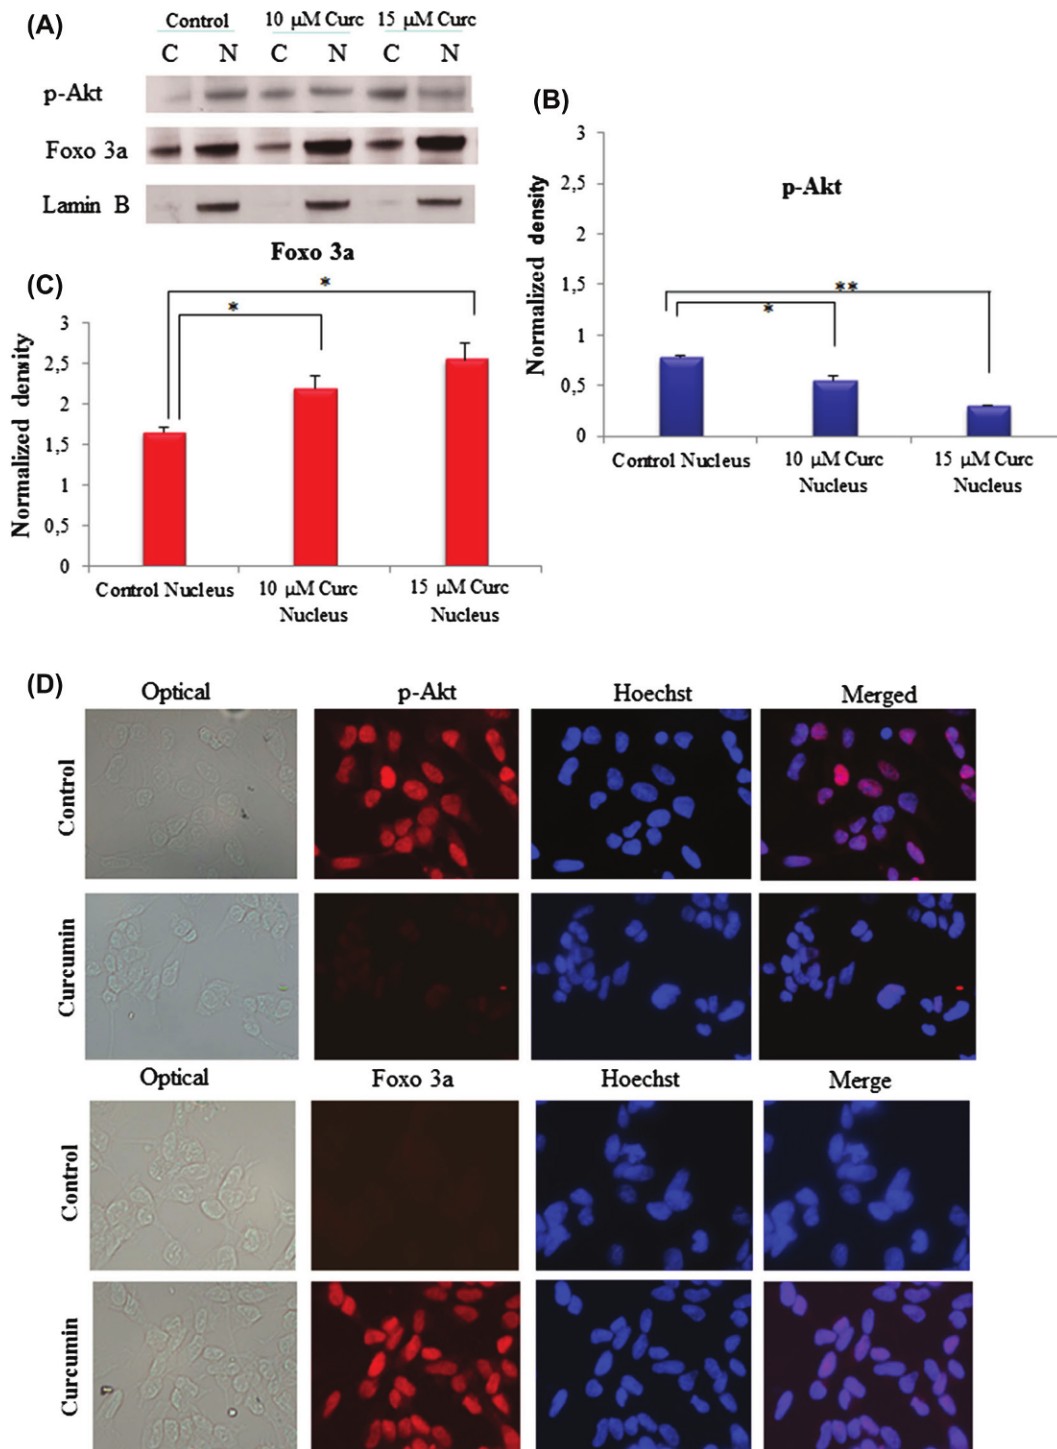 (A)
Control 10 µM Curc 15 µM Curc
C N C N C N
p-Akt
Foxo 3a
Lamin B
(B)
p-Akt
Normalized density
3
2,5
2
1,5
1
0,5
0
**
*
Control Nucleus
10 µM Curc Nucleus
15 µM Curc Nucleus
(C)
Foxo 3a
Normalized density
3
2,5
2
1,5
1
0,5
0
*
*
Control Nucleus
10 µM Curc Nucleus
15 µM Curc Nucleus
(D)
Optical p-Akt Hoechst Merged
Control
Curcumin
Optical Foxo 3a Hoechst Merge
Control
Curcumin